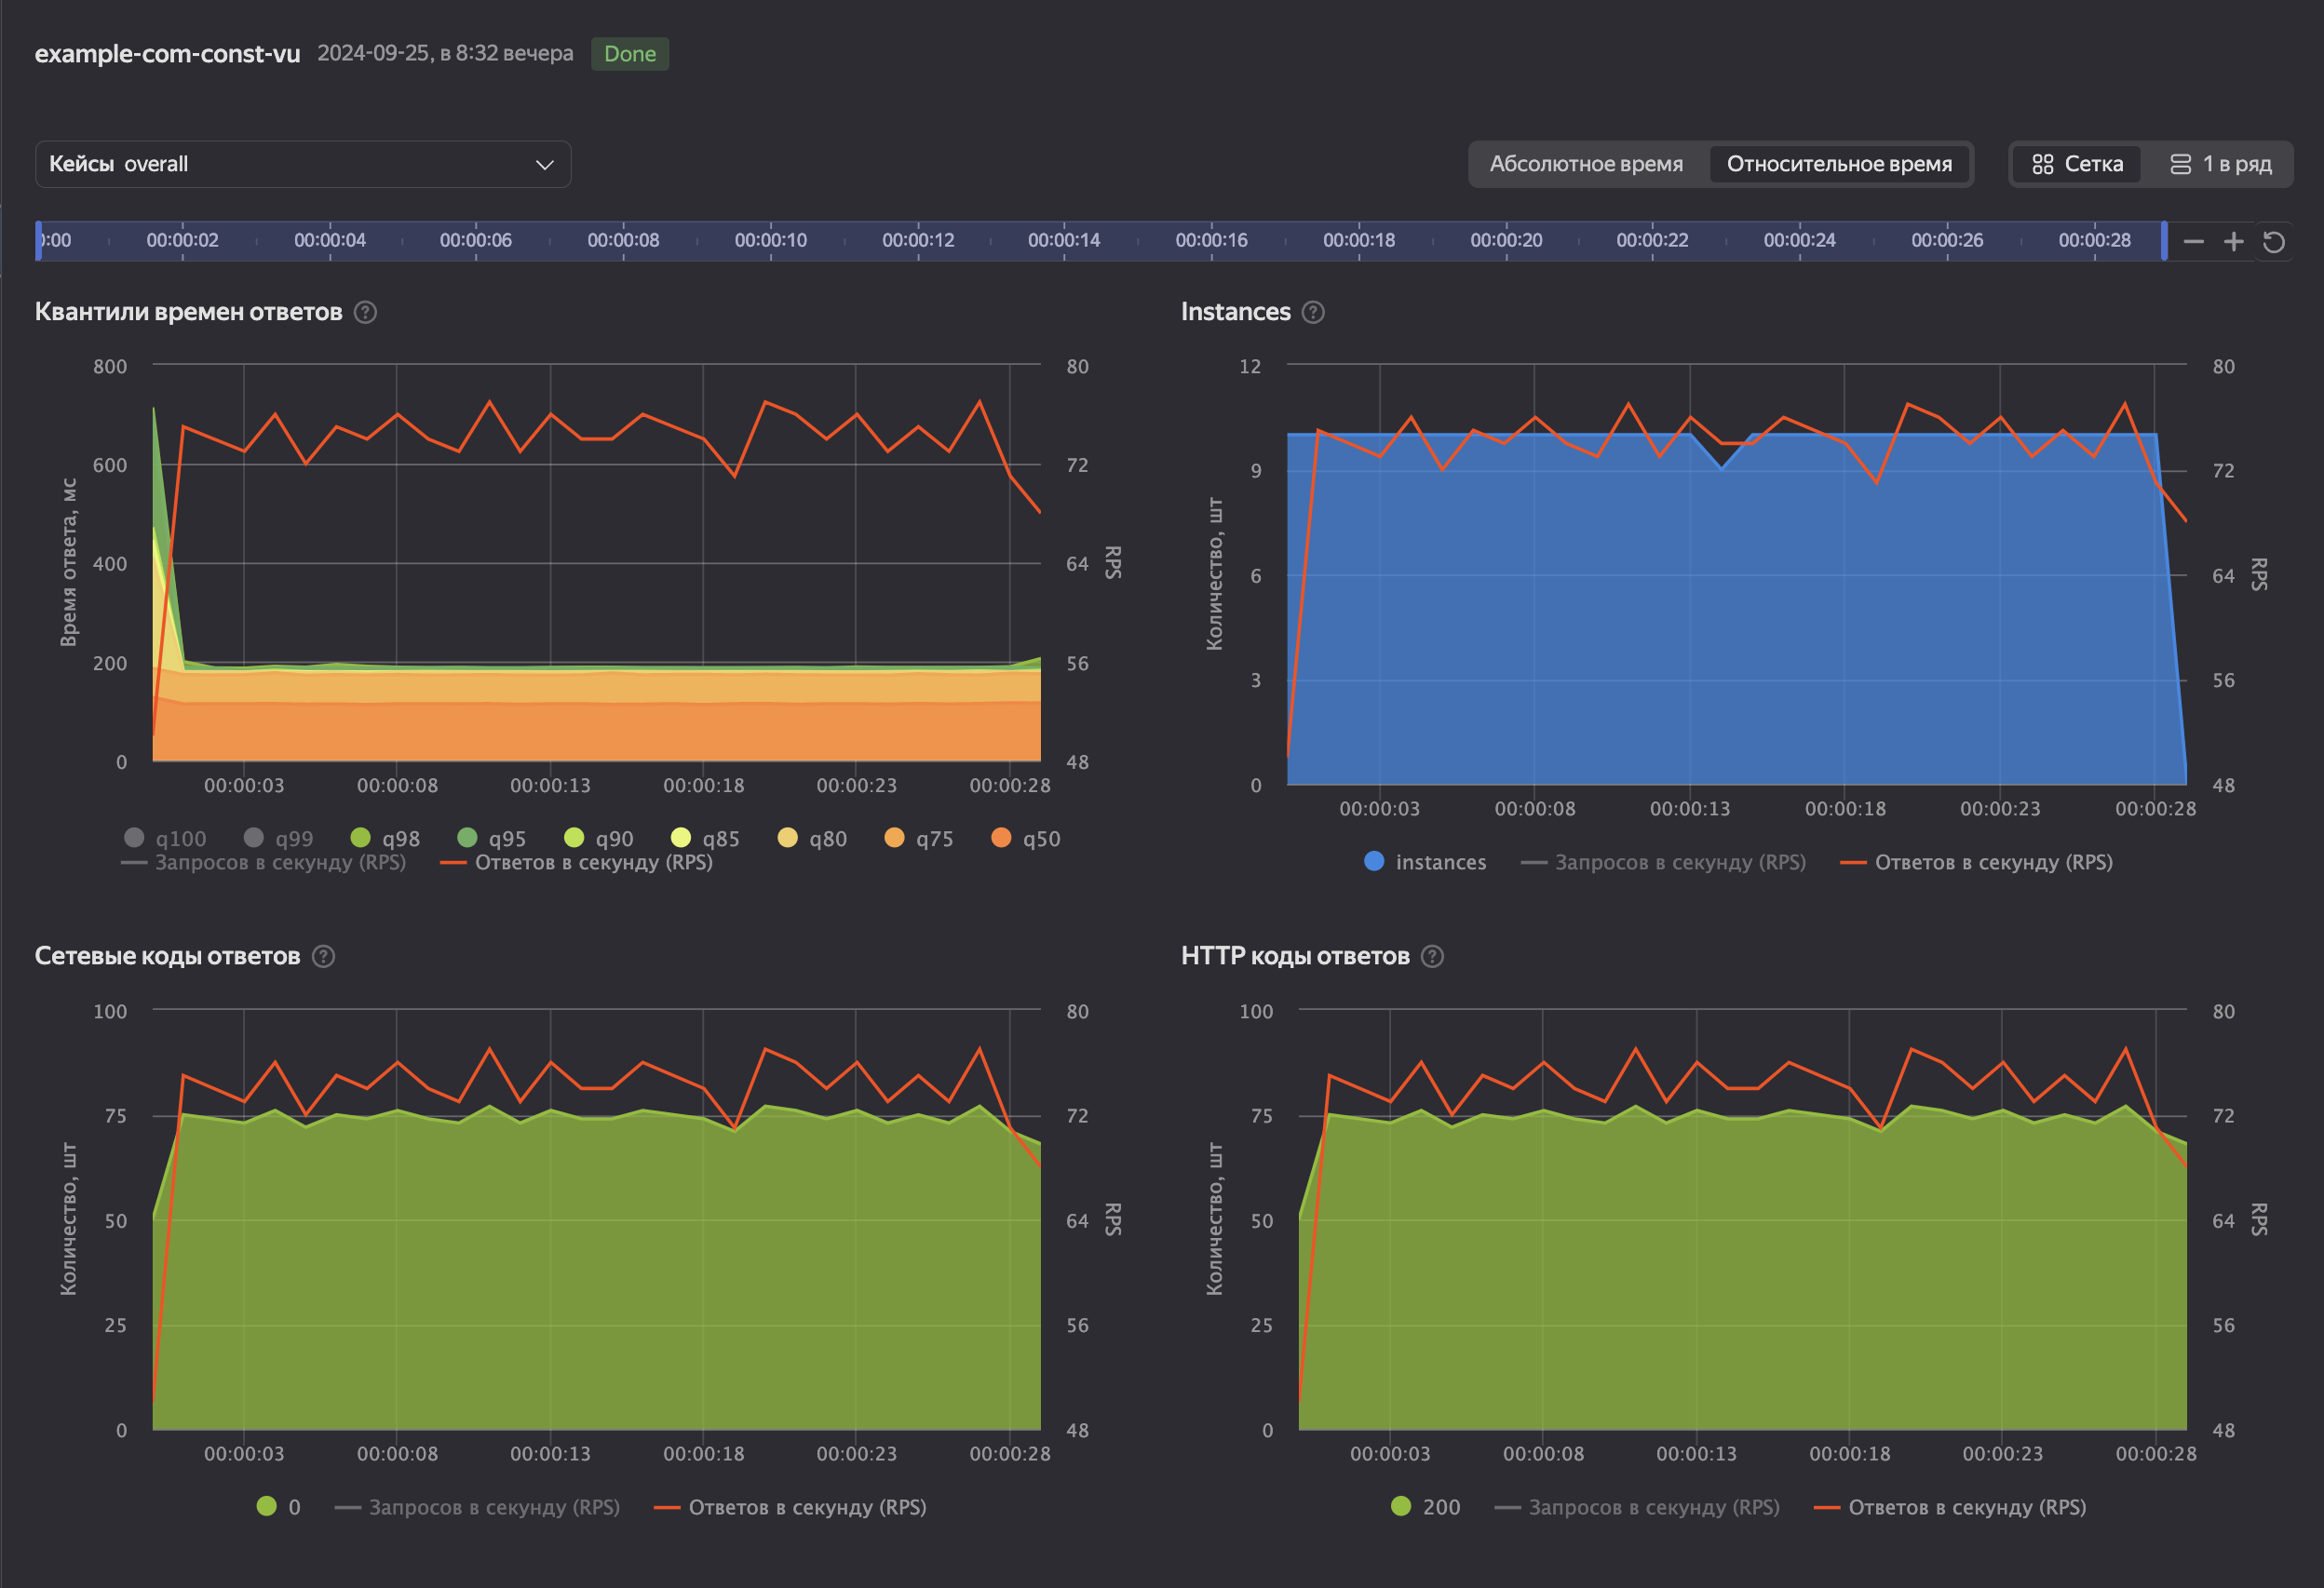 example-com-const-vu 2024-09-25, в 8:32 вечера Done
Кейсы overall
Абсолютное время Относительное время Сетка 1 в ряд
00:00:02 00:00:04 00:00:06 00:00:08 00:00:10 00:00:12 00:00:14 00:00:16 00:00:18 00:00:20 00:00:22 00:00:24 00:00:26 00:00:28
Квантили времен ответов ?
800
600
400
200
0
Время ответа, мс
80
72
64
56
48
RPS
00:00:03 00:00:08 00:00:13 00:00:18 00:00:23 00:00:28
q100 q99 q98 q95 q90 q85 q80 q75 q50
Запросов в секунду (RPS) Ответов в секунду (RPS)
Instances ?
12
9
6
3
0
Количество, шт
80
72
64
56
48
RPS
00:00:03 00:00:08 00:00:13 00:00:18 00:00:23 00:00:28
instances Запросов в секунду (RPS) Ответов в секунду (RPS)
Сетевые коды ответов ?
100
75
50
25
0
Количество, шт
80
72
64
56
48
RPS
00:00:03 00:00:08 00:00:13 00:00:18 00:00:23 00:00:28
0 Запросов в секунду (RPS) Ответов в секунду (RPS)
HTTP коды ответов ?
100
75
50
25
0
Количество, шт
80
72
64
56
48
RPS
00:00:03 00:00:08 00:00:13 00:00:18 00:00:23 00:00:28
200 Запросов в секунду (RPS) Ответов в секунду (RPS)